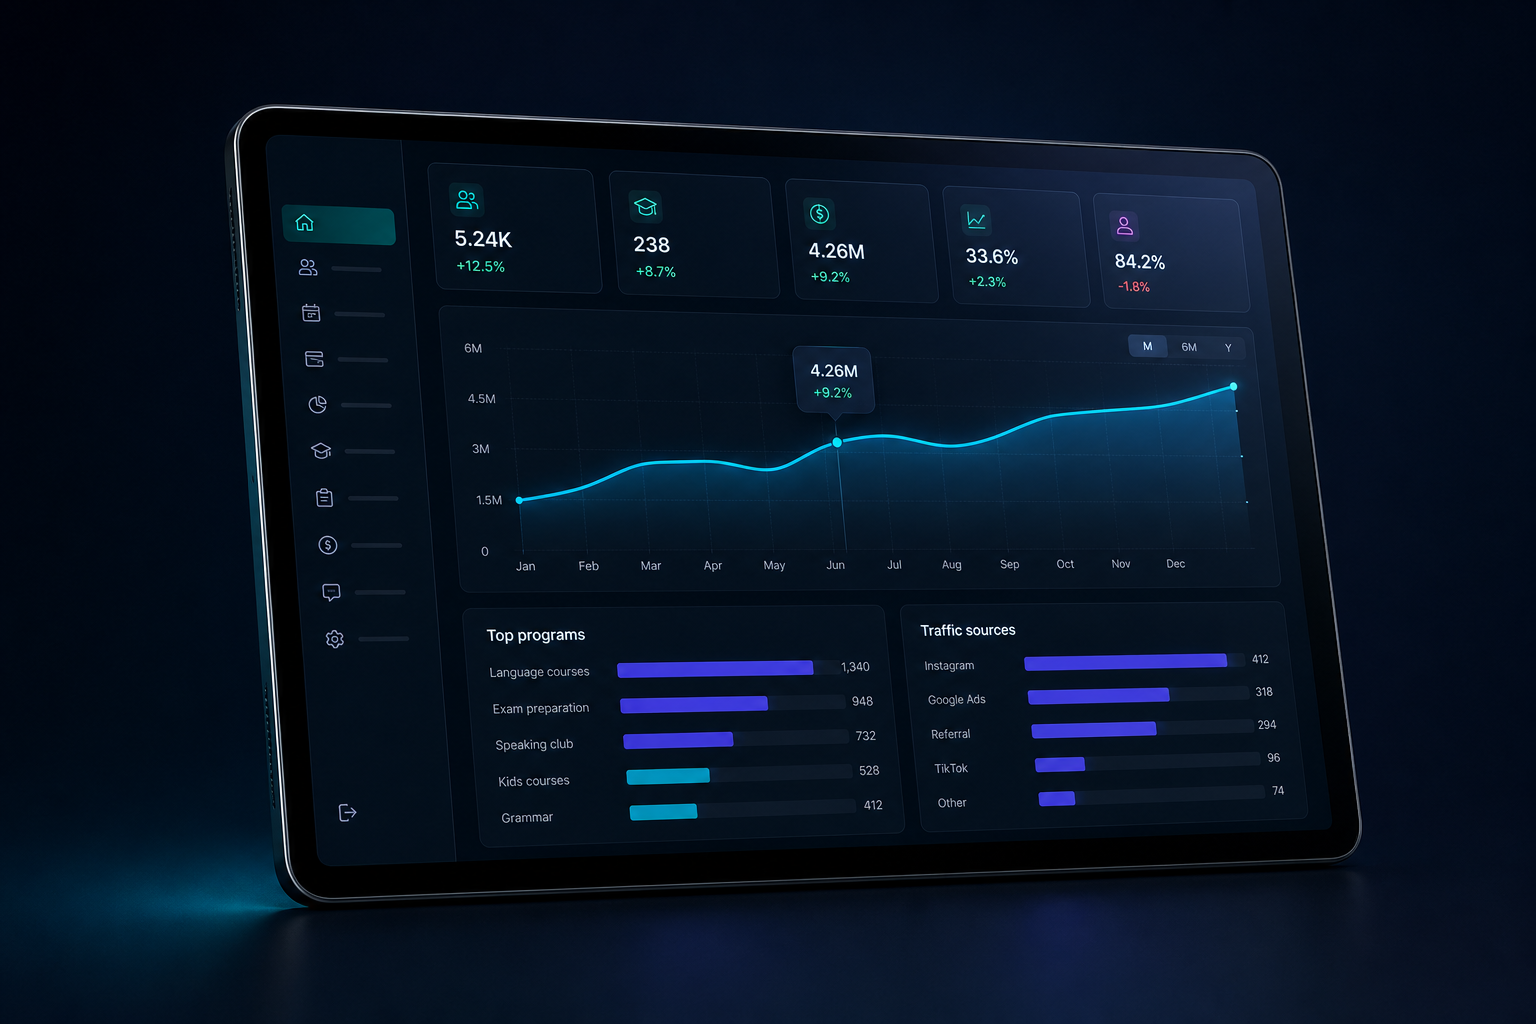 5.24K
+12.5%
238
+8.7%
4.26M
+9.2%
33.6%
+2.3%
84.2%
-1.8%
M 6M Y
6M
4.5M
3M
1.5M
0
4.26M
+9.2%
Jan Feb Mar Apr May Jun Jul Aug Sep Oct Nov Dec
Top programs
Language courses 1,340
Exam preparation 948
Speaking club 732
Kids courses 528
Grammar 412
Traffic sources
Instagram 412
Google Ads 318
Referral 294
TikTok 96
Other 74